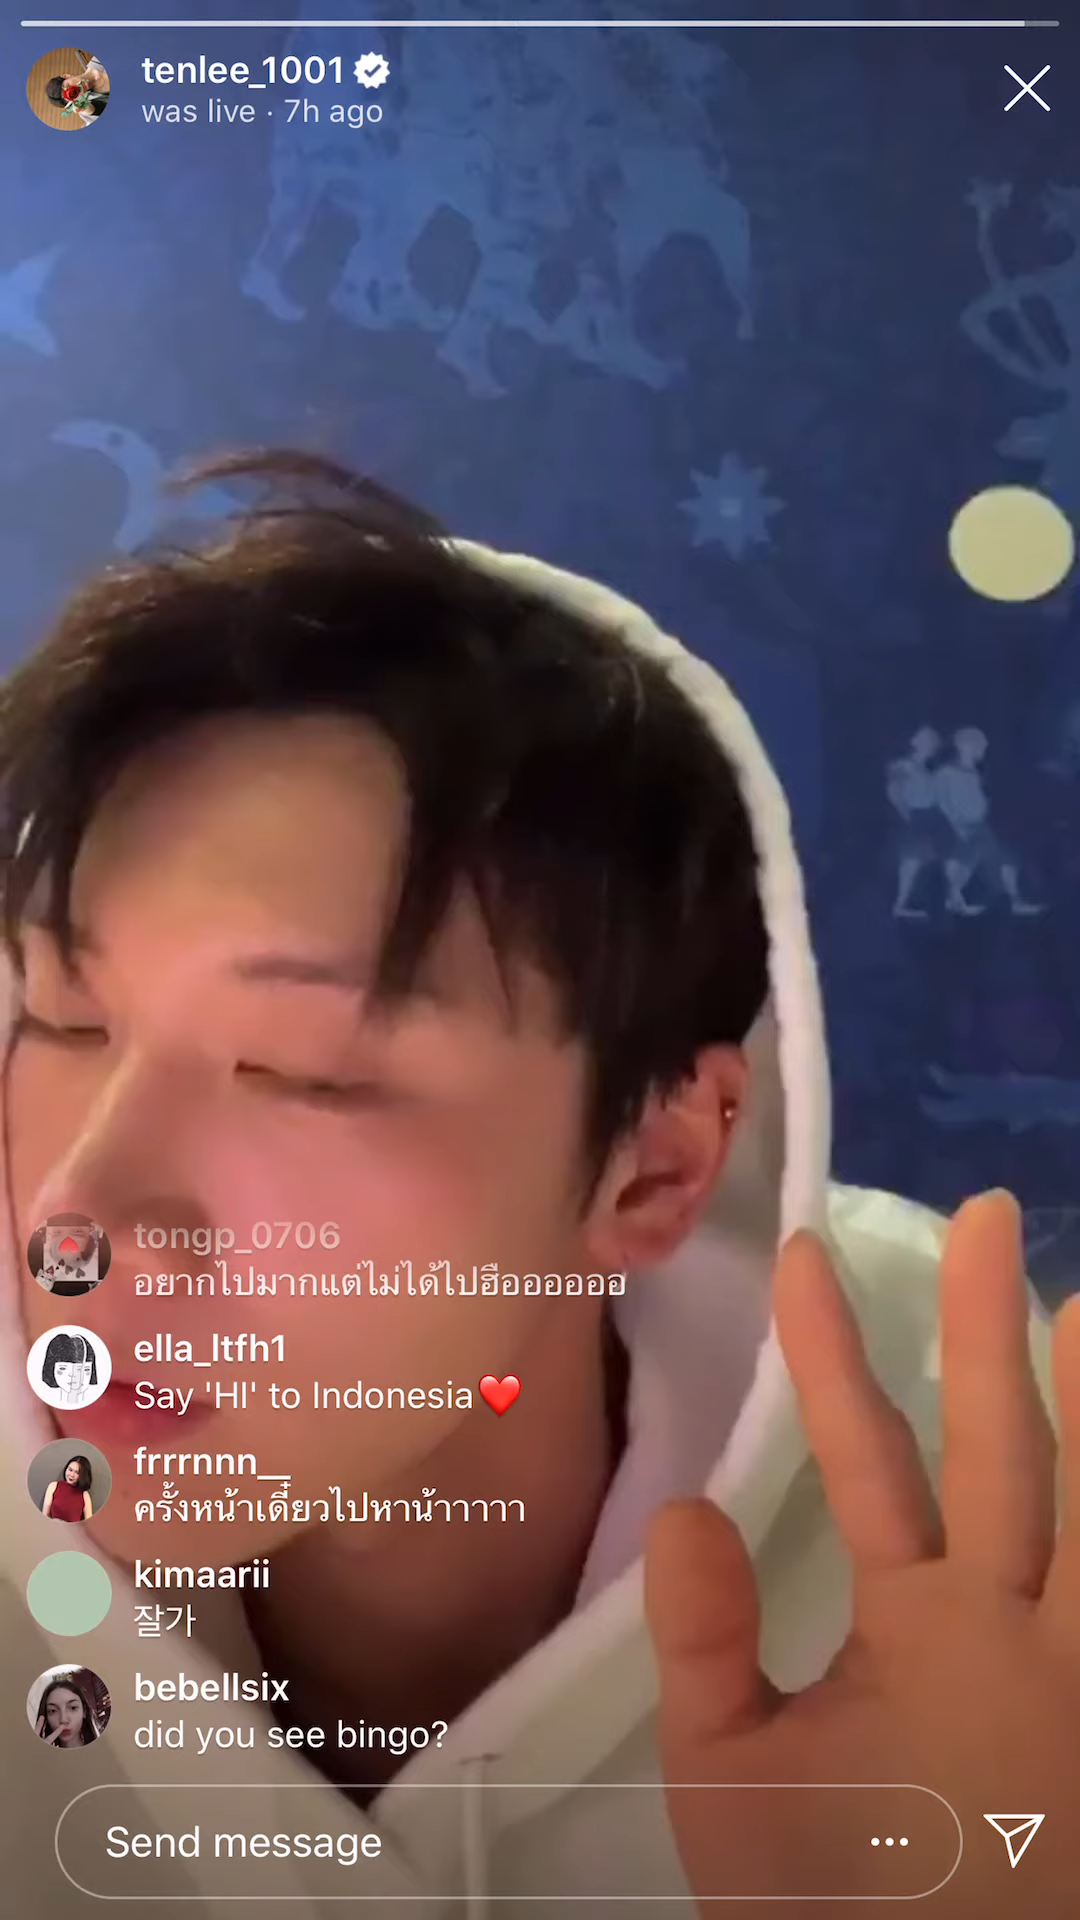 tenlee_1001
was live · 7h ago
tongp_0706
อยากไปมากแต่ไม่ได้ไปฮืออออออ
ella_ltfh1
Say 'HI' to Indonesia❤️
frrrnnn__
ครั้งหน้าเดี๋ยวไปหาน้าาาาา
kimaarii
잘가
bebellsix
did you see bingo?
Send message